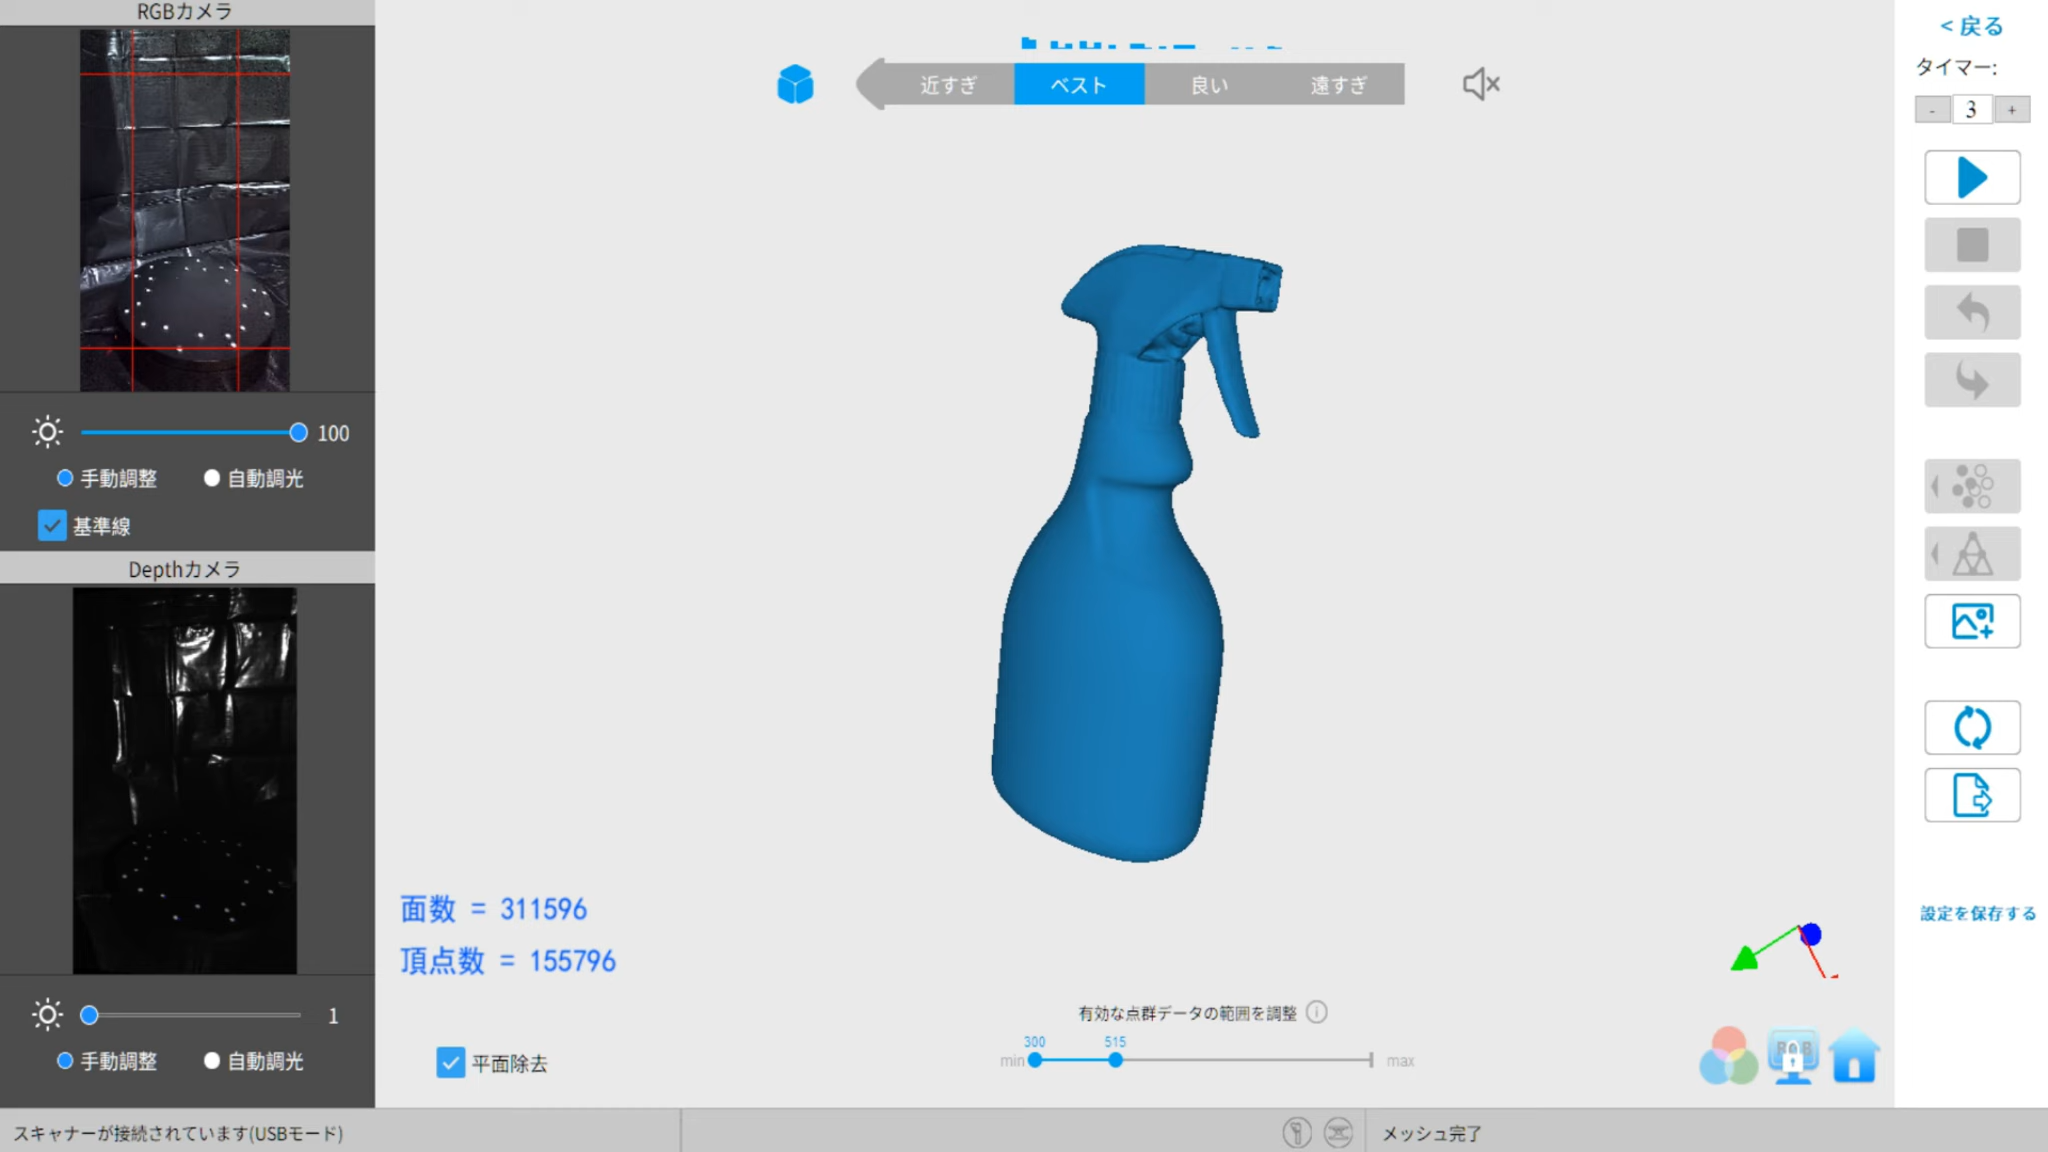 RGBカメラ
100
手動調整 自動調光
基準線
Depthカメラ
1
手動調整 自動調光
近すぎ ベスト 良い 遠すぎ
面数 = 311596
頂点数 = 155796
平面除去
有効な点群データの範囲を調整 i
300 515
min max
RGB
< 戻る
タイマー:
- 3 +
設定を保存する
スキャナーが接続されています(USBモード)
メッシュ完了